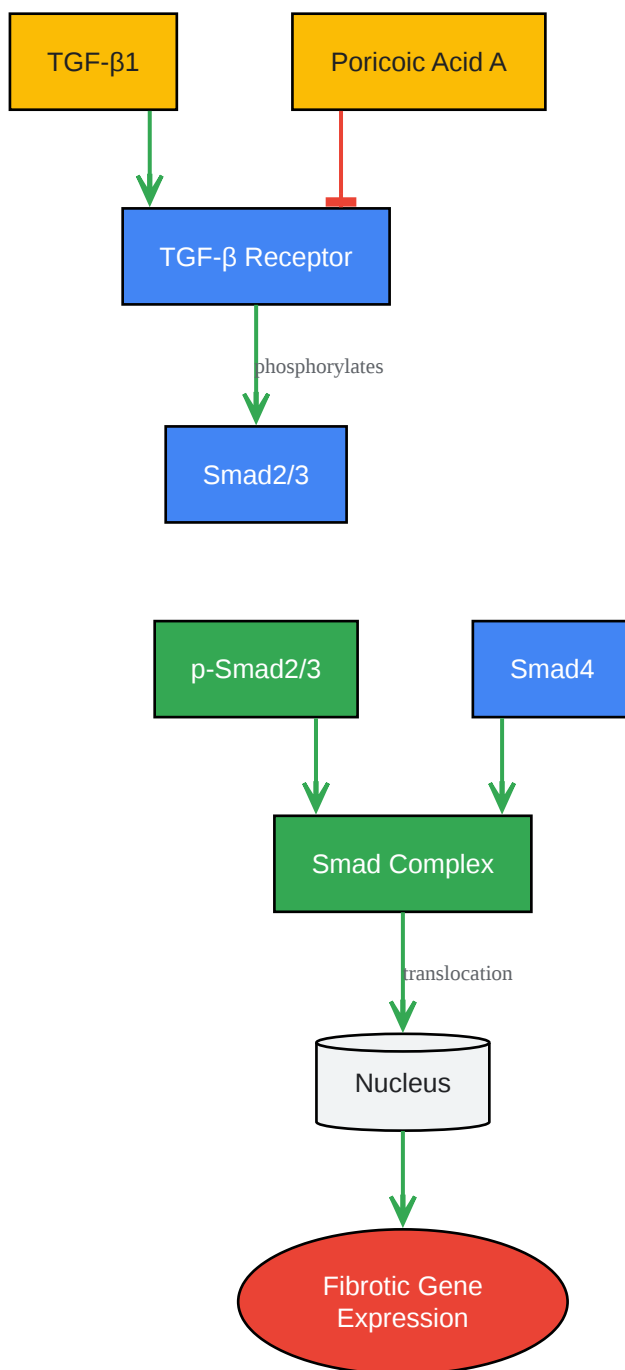 TGF-β1
Poricoic Acid A
TGF-β Receptor
phosphorylates
Smad2/3
p-Smad2/3
Smad4
Smad Complex
translocation
Nucleus
Fibrotic Gene
Expression